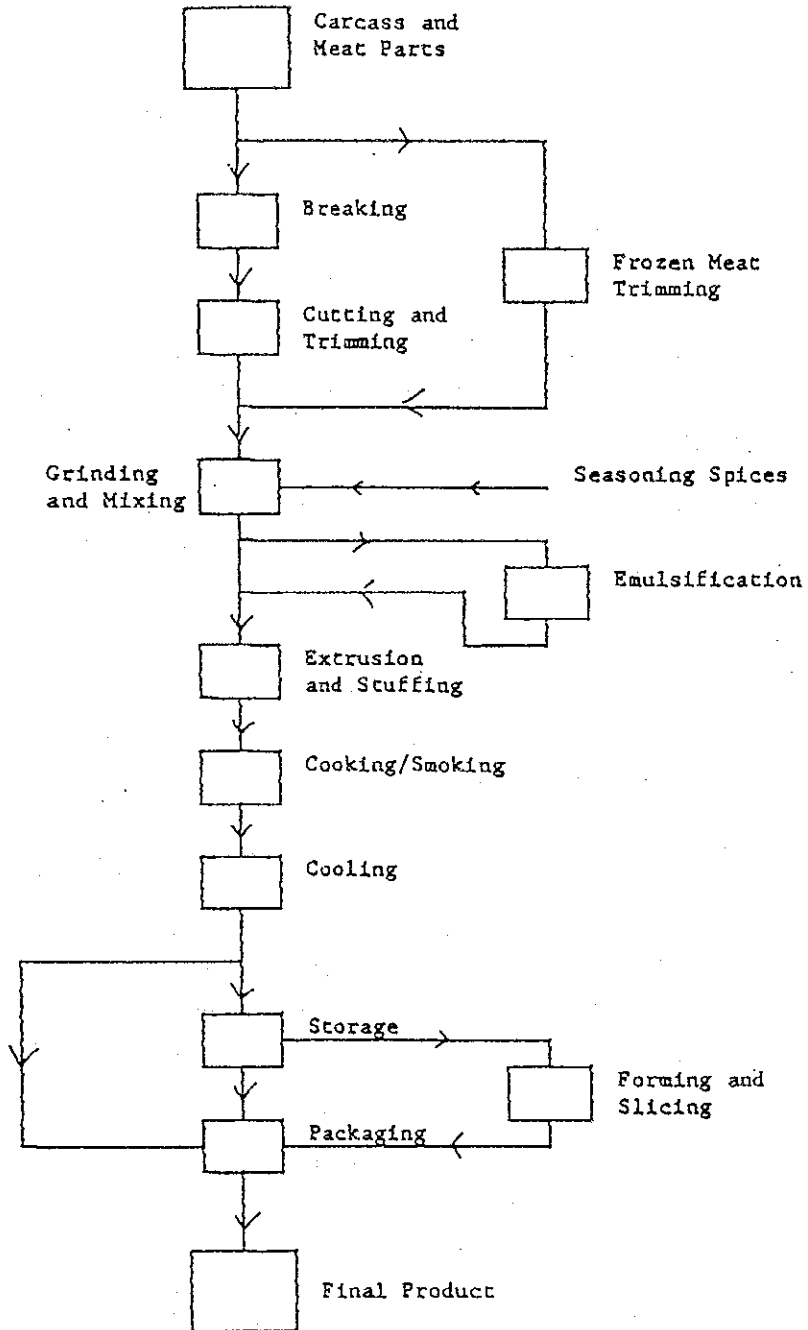 Carcass and
Meat Parts
Breaking
Frozen Meat
Trimming
Cutting and
Trimming
Grinding
and Mixing
Seasoning Spices
Emulsification
Extrusion
and Stuffing
Cooking/Smoking
Cooling
Storage
Forming and
Slicing
Packaging
Final Product